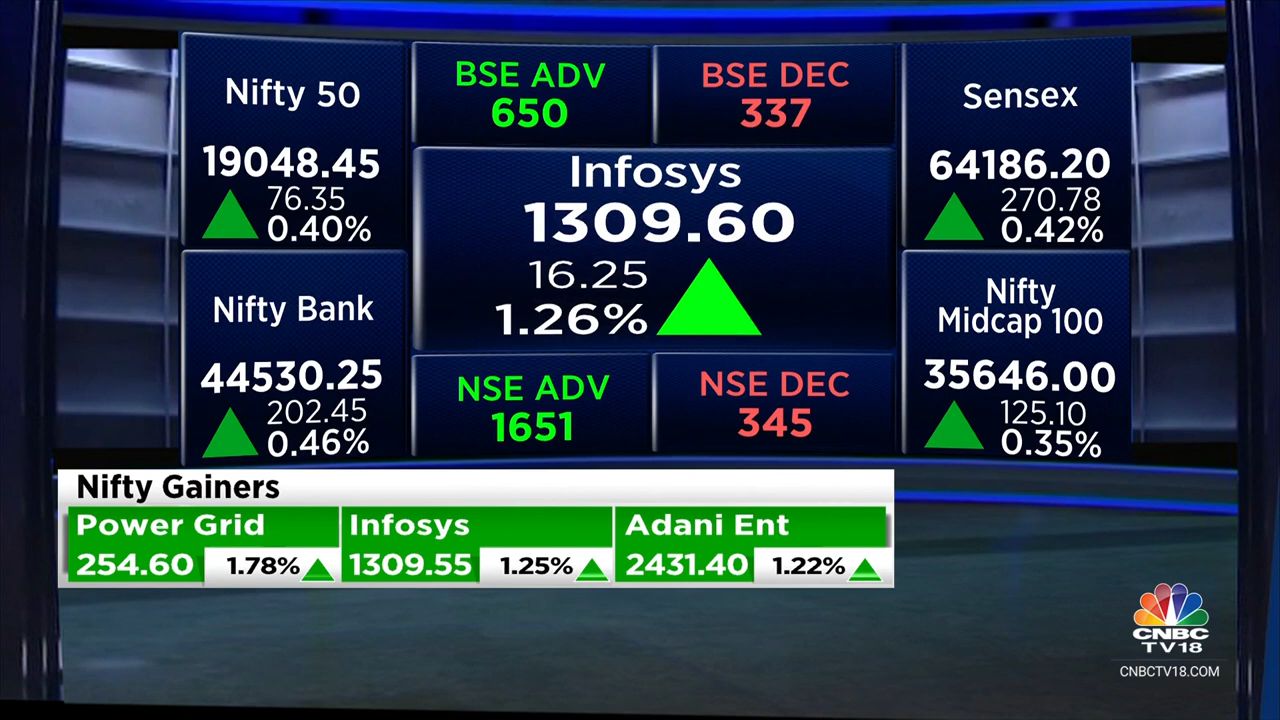 Nifty 50
19048.45
76.35
0.40%
BSE ADV
650
BSE DEC
337
Sensex
64186.20
270.78
0.42%
Infosys
1309.60
16.25
1.26%
Nifty Bank
44530.25
202.45
0.46%
NSE ADV
1651
NSE DEC
345
Nifty
Midcap 100
35646.00
125.10
0.35%
Nifty Gainers
Power Grid
254.60 1.78%
Infosys
1309.55 1.25%
Adani Ent
2431.40 1.22%
CNBC
TV18
CNBCTV18.COM